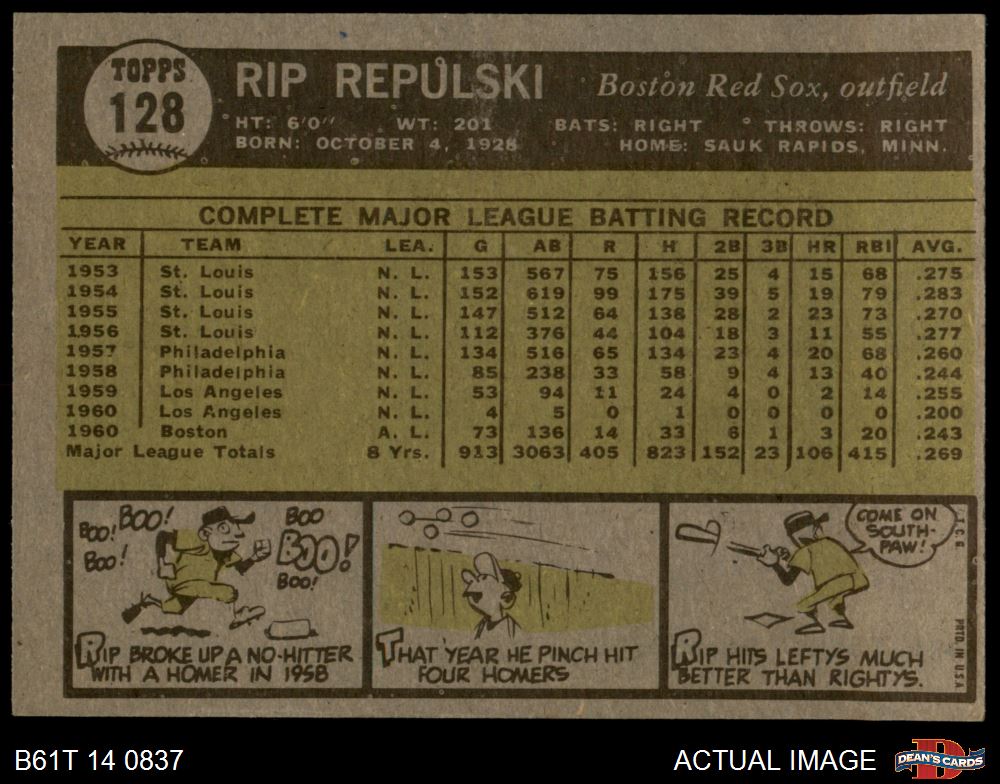 TOPPS
128
RIP REPULSKI
Boston Red Sox, outfield
HT: 6'0" WT: 201 BATS: RIGHT THROWS: RIGHT
BORN: OCTOBER 4, 1928 HOME: SAUK RAPIDS, MINN.
COMPLETE MAJOR LEAGUE BATTING RECORD
YEAR TEAM LEA. G AB R H 2B 3B HR RBI AVG.
1953 St. Louis N. L. 153 567 75 156 25 4 15 68 .275
1954 St. Louis N. L. 152 619 99 175 39 5 19 79 .283
1955 St. Louis N. L. 147 512 64 138 28 2 23 73 .270
1956 St. Louis N. L. 112 376 44 104 18 3 11 55 .277
1957 Philadelphia N. L. 134 516 65 134 23 4 20 68 .260
1958 Philadelphia N. L. 85 238 33 58 9 4 13 40 .244
1959 Los Angeles N. L. 53 94 11 24 4 0 2 14 .255
1960 Los Angeles N. L. 4 5 0 1 0 0 0 0 .200
1960 Boston A. L. 73 136 14 33 6 1 3 20 .243
Major League Totals 8 Yrs. 913 3063 405 823 152 23 106 415 .269
BOO! BOO!
BOO!
BOO
BOO!
BOO!
RIP BROKE UP A NO-HITTER
WITH A HOMER IN 1958
THAT YEAR HE PINCH HIT
FOUR HOMERS
COME ON
SOUTH-
PAW!
RIP HITS LEFTYS MUCH
BETTER THAN RIGHTYS.
T.C.G.
PRTD. IN U.S.A.
B61T 14 0837
ACTUAL IMAGE
D
DEAN'S CARDS